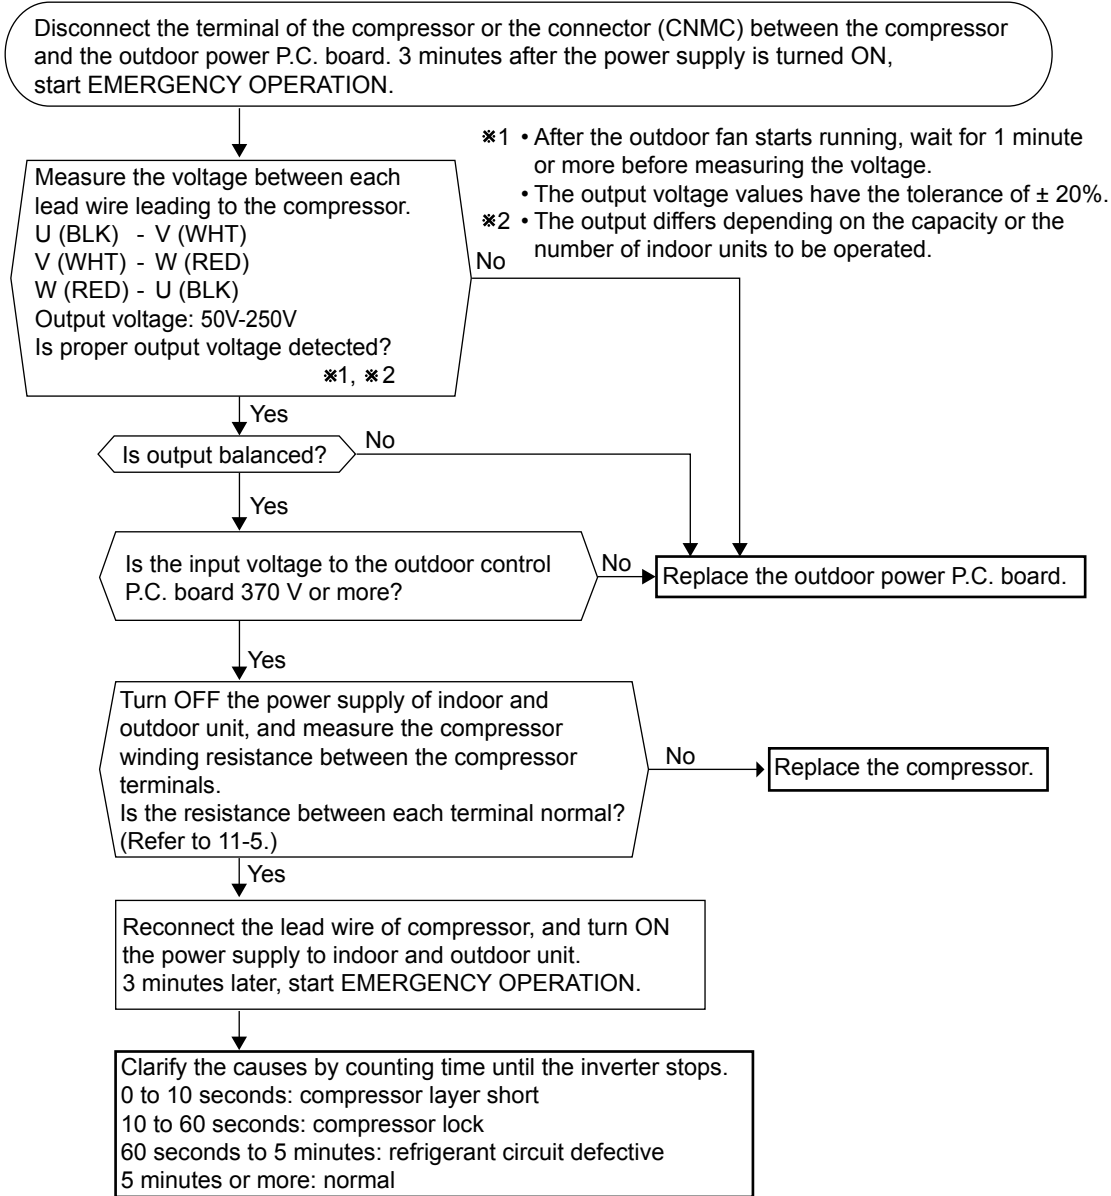 Disconnect the terminal of the compressor or the connector (CNMC) between the compressor
and the outdoor power P.C. board. 3 minutes after the power supply is turned ON,
start EMERGENCY OPERATION.
※1 • After the outdoor fan starts running, wait for 1 minute
or more before measuring the voltage.
• The output voltage values have the tolerance of ± 20%.
※2 • The output differs depending on the capacity or the
number of indoor units to be operated.
Measure the voltage between each
lead wire leading to the compressor.
U (BLK) - V (WHT)
V (WHT) - W (RED)
W (RED) - U (BLK)
Output voltage: 50V-250V
Is proper output voltage detected?
※1, ※2
No
Yes
Is output balanced?
No
Yes
Is the input voltage to the outdoor control
P.C. board 370 V or more?
No
Replace the outdoor power P.C. board.
Yes
Turn OFF the power supply of indoor and
outdoor unit, and measure the compressor
winding resistance between the compressor
terminals.
Is the resistance between each terminal normal?
(Refer to 11-5.)
No
Replace the compressor.
Yes
Reconnect the lead wire of compressor, and turn ON
the power supply to indoor and outdoor unit.
3 minutes later, start EMERGENCY OPERATION.
Clarify the causes by counting time until the inverter stops.
0 to 10 seconds: compressor layer short
10 to 60 seconds: compressor lock
60 seconds to 5 minutes: refrigerant circuit defective
5 minutes or more: normal